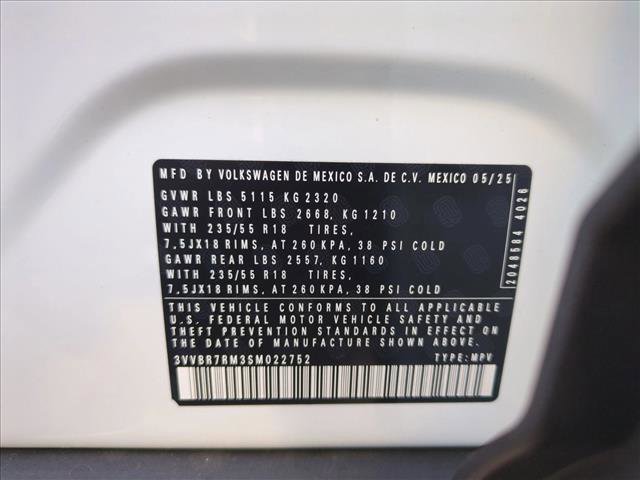 MFD BY VOLKSWAGEN DE MEXICO S.A. DE C.V. MEXICO 05/25
GVWR LBS 5115 KG 2320
GAWR FRONT LBS 2668, KG 1210
WITH 235/55 R18 TIRES,
7,5JX18 RIMS, AT 260 KPA, 38 PSI COLD
GAWR REAR LBS 2557, KG 1160
WITH 235/55 R18 TIRES,
7,5JX18 RIMS, AT 260 KPA, 38 PSI COLD
THIS VEHICLE CONFORMS TO ALL APPLICABLE
U.S. FEDERAL MOTOR VEHICLE SAFETY AND
THEFT PREVENTION STANDARDS IN EFFECT ON
THE DATE OF MANUFACTURE SHOWN ABOVE
3VVBR7RM3SM022752 TYPE: MPV
2048584 4026